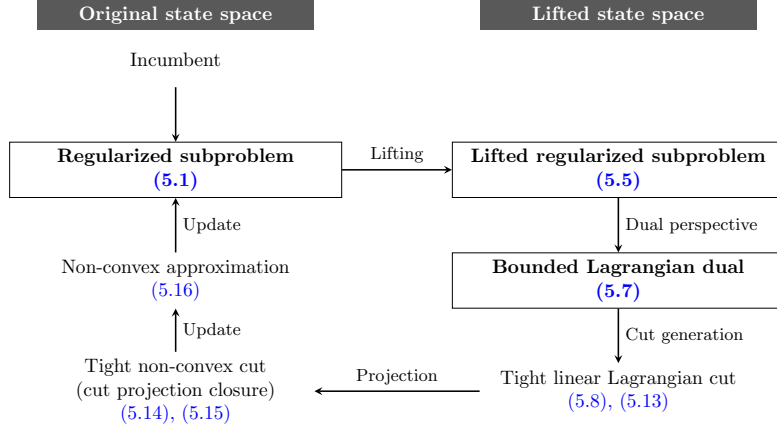 Original state space
Lifted state space
Incumbent
Regularized subproblem
(5.1)
Lifting
Lifted regularized subproblem
(5.5)
Update
Dual perspective
Non-convex approximation
(5.16)
Bounded Lagrangian dual
(5.7)
Update
Cut generation
Tight non-convex cut
(cut projection closure)
(5.14), (5.15)
Projection
Tight linear Lagrangian cut
(5.8), (5.13)